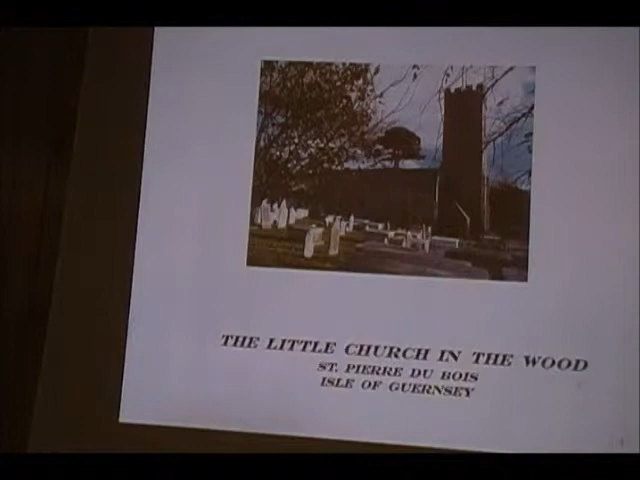 THE LITTLE CHURCH IN THE WOOD
ST. PIERRE DU BOIS
ISLE OF GUERNSEY